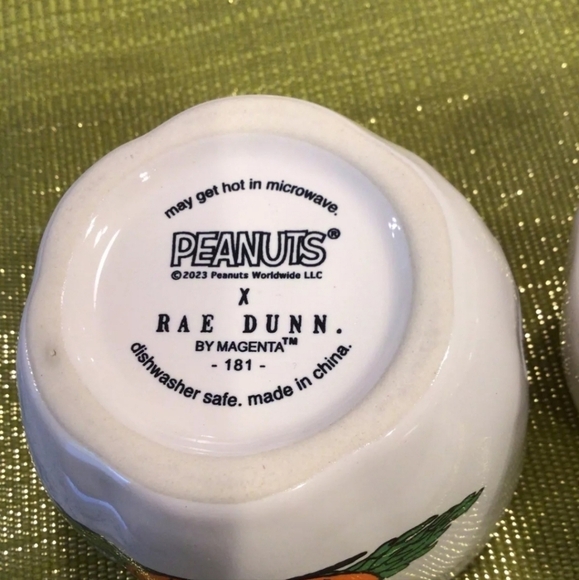 may get hot in microwave.
PEANUTS®
©2023 Peanuts Worldwide LLC
X
RAE DUNN.
BY MAGENTA™
- 181 -
dishwasher safe. made in china.